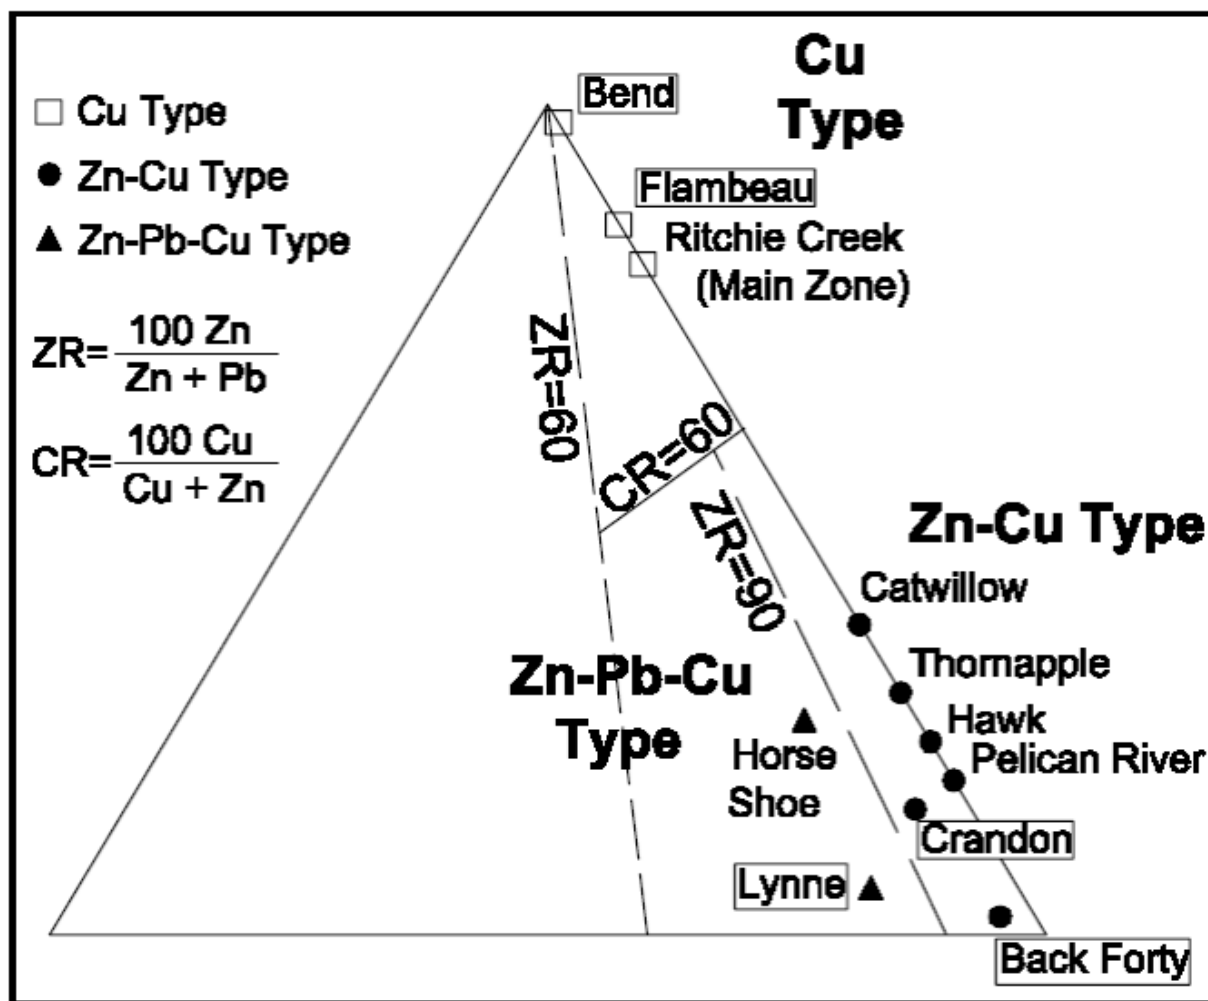 Cu
Type
Bend
Cu Type
Zn-Cu Type
Zn-Pb-Cu Type
Flambeau
Ritchie Creek
(Main Zone)
ZR= 100 Zn
Zn + Pb
CR= 100 Cu
Cu + Zn
ZR=60
CR=60
ZR=90
Zn-Cu Type
Catwillow
Thornapple
Hawk
Pelican River
Zn-Pb-Cu
Type
Horse
Shoe
Crandon
Lynne
Back Forty